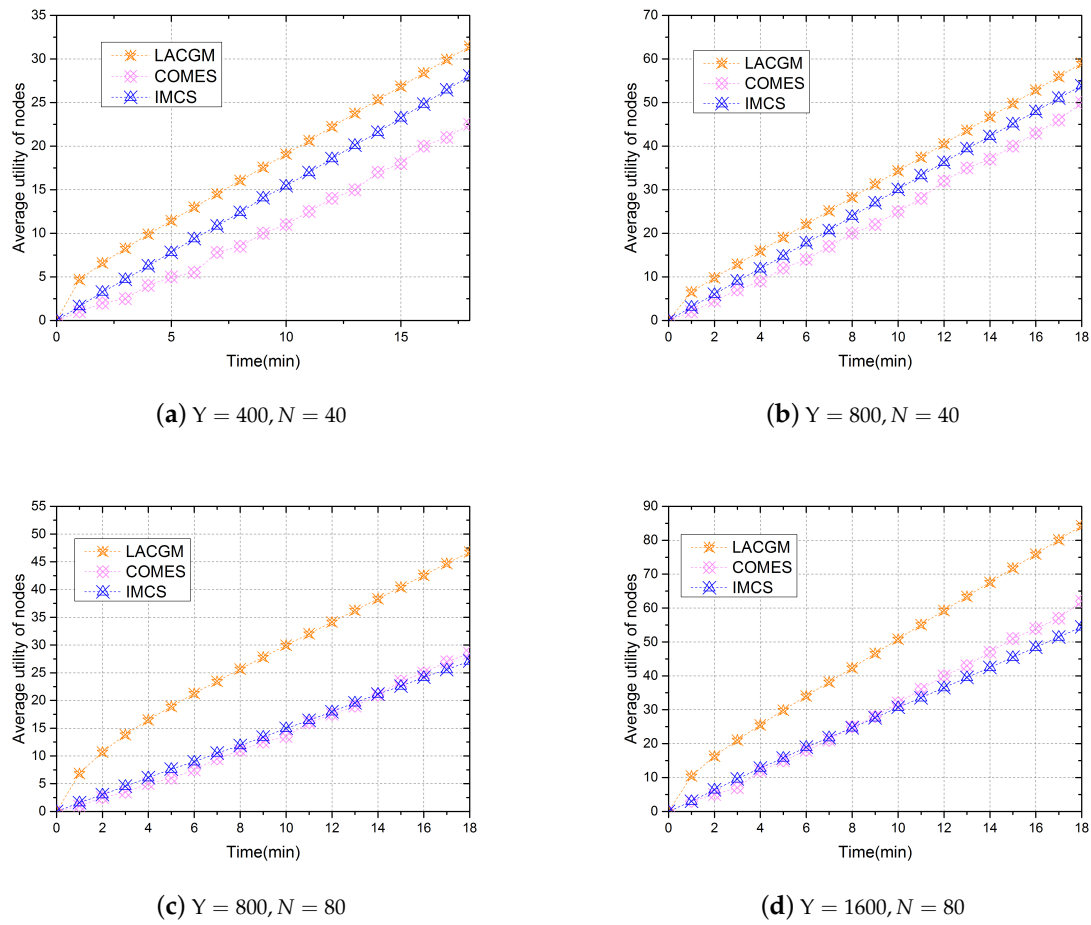 35
30
25
20
15
10
5
0
Average utility of nodes
LACGM
COMES
IMCS
0 5 10 15
Time(min)
(a) Υ = 400, N = 40
70
60
50
40
30
20
10
0
Average utility of nodes
LACGM
COMES
IMCS
0 2 4 6 8 10 12 14 16 18
Time(min)
(b) Υ = 800, N = 40
55
50
45
40
35
30
25
20
15
10
5
0
Average utility of nodes
LACGM
COMES
IMCS
0 2 4 6 8 10 12 14 16 18
Time(min)
(c) Υ = 800, N = 80
90
80
70
60
50
40
30
20
10
0
Average utility of nodes
LACGM
COMES
IMCS
0 2 4 6 8 10 12 14 16 18
Time(min)
(d) Υ = 1600, N = 80